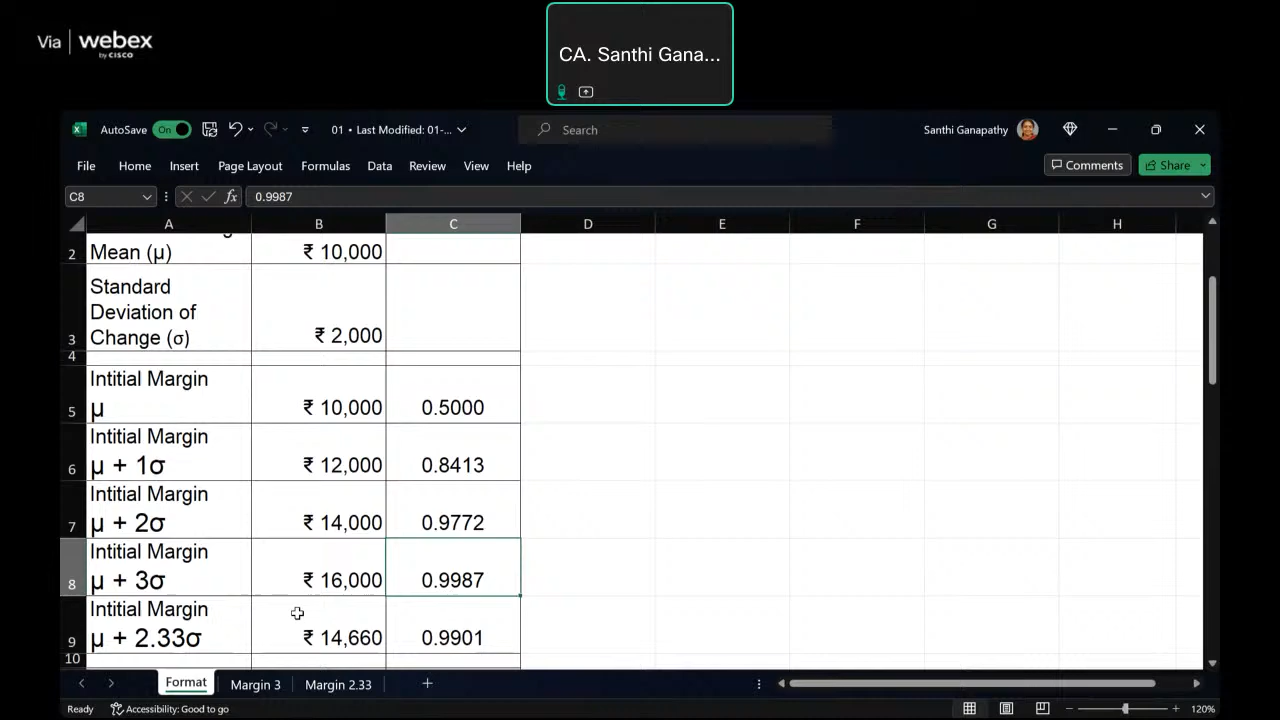 Via | webex
by CISCO
CA. Santhi Gana...
AutoSave On 01 • Last Modified: 01-... Search Santhi Ganapathy
File Home Insert Page Layout Formulas Data Review View Help Comments Share
C8 fx 0.9987
A B C D E F G H
2 Mean (μ) ₹ 10,000
Standard
Deviation of
3 Change (σ) ₹ 2,000
4
Intitial Margin
5 μ ₹ 10,000 0.5000
Intitial Margin
6 μ + 1σ ₹ 12,000 0.8413
Intitial Margin
7 μ + 2σ ₹ 14,000 0.9772
Intitial Margin
8 μ + 3σ ₹ 16,000 0.9987
Intitial Margin
9 μ + 2.33σ ₹ 14,660 0.9901
10
Format Margin 3 Margin 2.33
Ready Accessibility: Good to go 120%